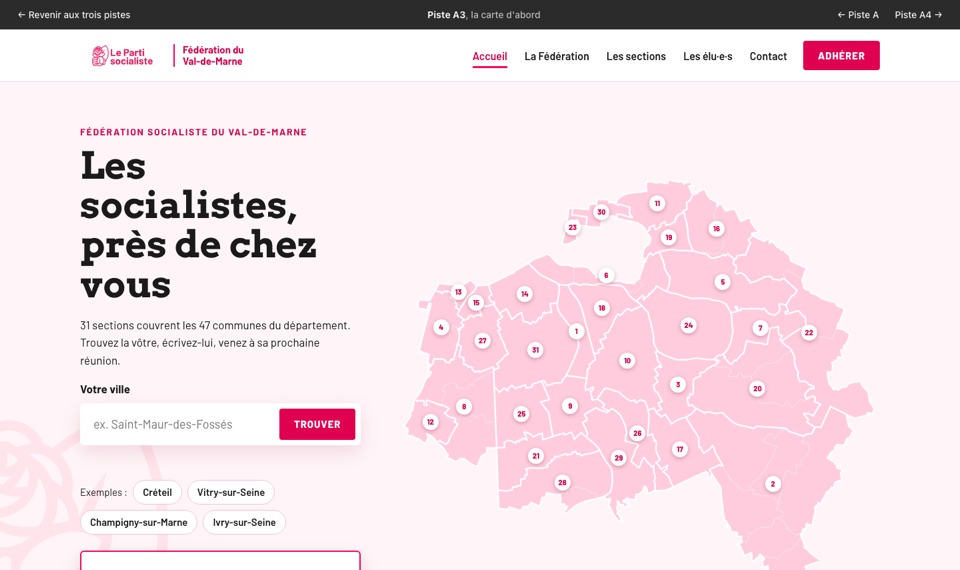 ← Revenir aux trois pistes
Piste A3, la carte d'abord
← Piste A
Piste A4 →
Le Parti
socialiste
Fédération du
Val-de-Marne
Accueil
La Fédération
Les sections
Les élu·e·s
Contact
ADHÉRER
FÉDÉRATION SOCIALISTE DU VAL-DE-MARNE
Les
socialistes,
près de chez
vous
31 sections couvrent les 47 communes du département.
Trouvez la vôtre, écrivez-lui, venez à sa prochaine
réunion.
Votre ville
ex. Saint-Maur-des-Fossés
TROUVER
Exemples :
Créteil
Vitry-sur-Seine
Champigny-sur-Marne
Ivry-sur-Seine
11
30
23
16
19
6
5
13
14
15
18
4
24
7
1
22
27
31
10
3
20
8
9
25
12
26
17
21
29
28
2